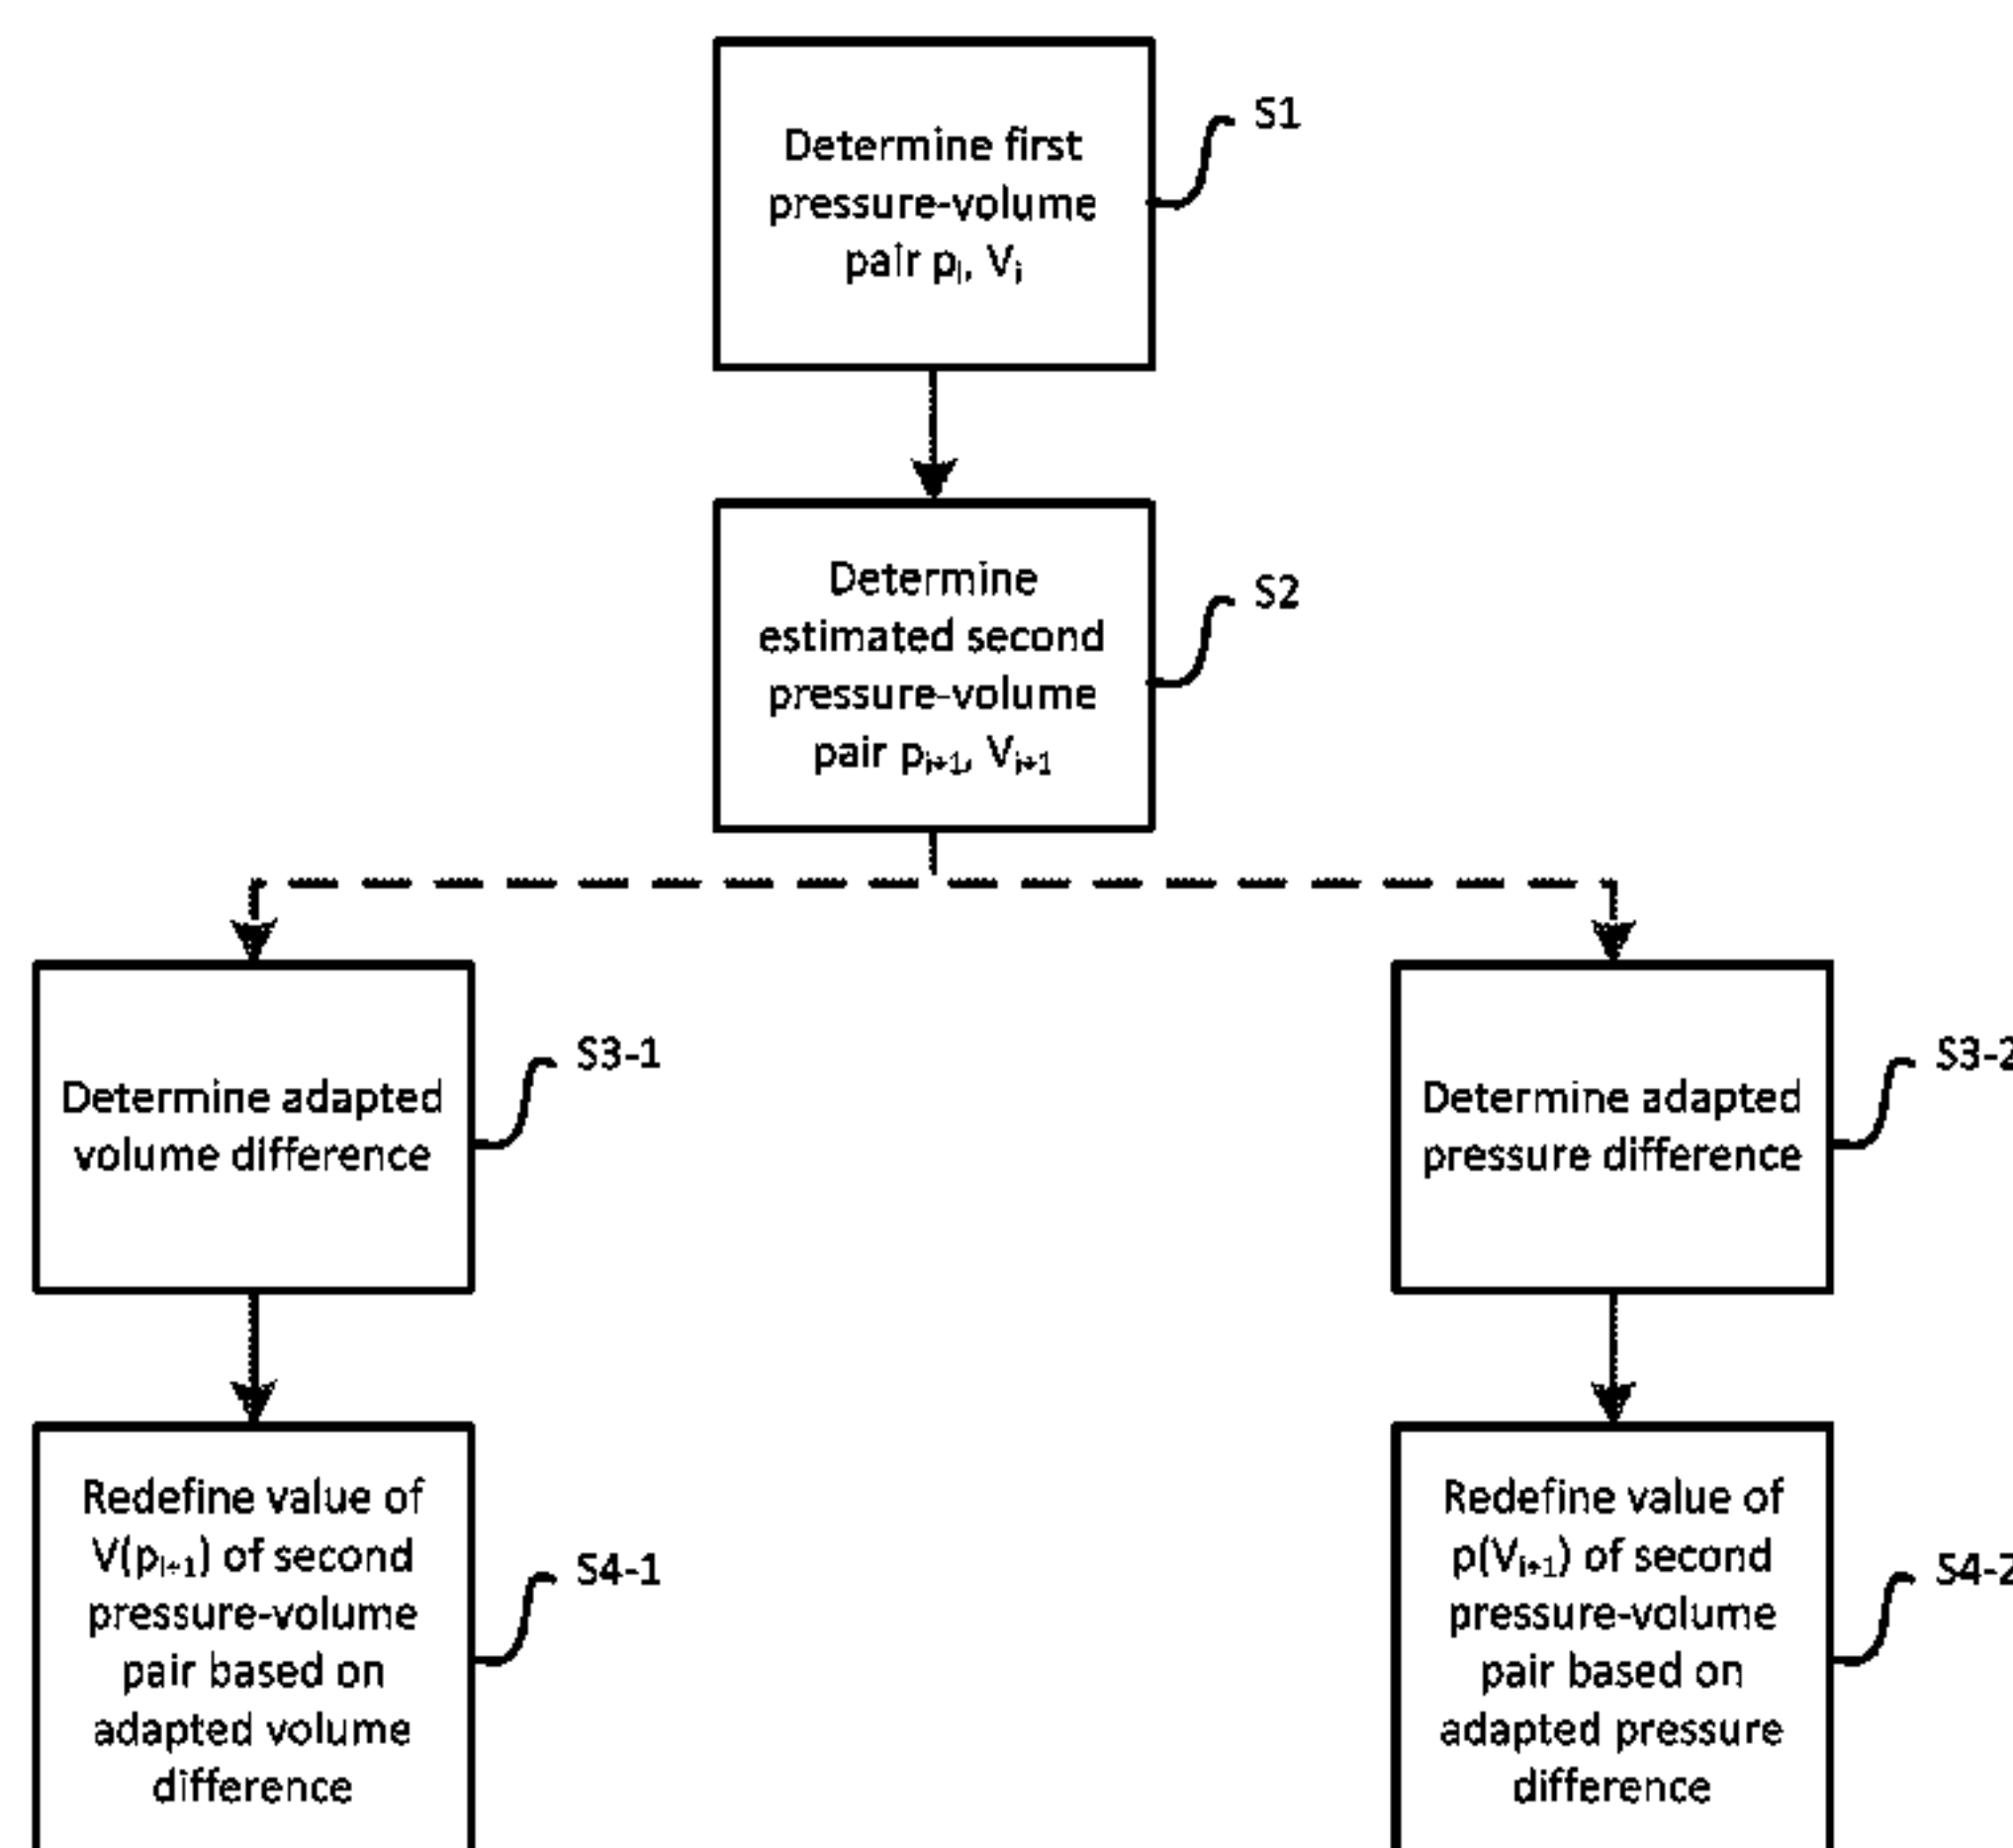 Determine first
pressure-volume
pair pᵢ, Vᵢ
S1
Determine
estimated second
pressure-volume
pair pᵢ₊₁, Vᵢ₊₁
S2
Determine adapted
volume difference
S3-1
Determine adapted
pressure difference
S3-2
Redefine value of
V(pᵢ₊₁) of second
pressure-volume
pair based on
adapted volume
difference
S4-1
Redefine value of
p(Vᵢ₊₁) of second
pressure-volume
pair based on
adapted pressure
difference
S4-2